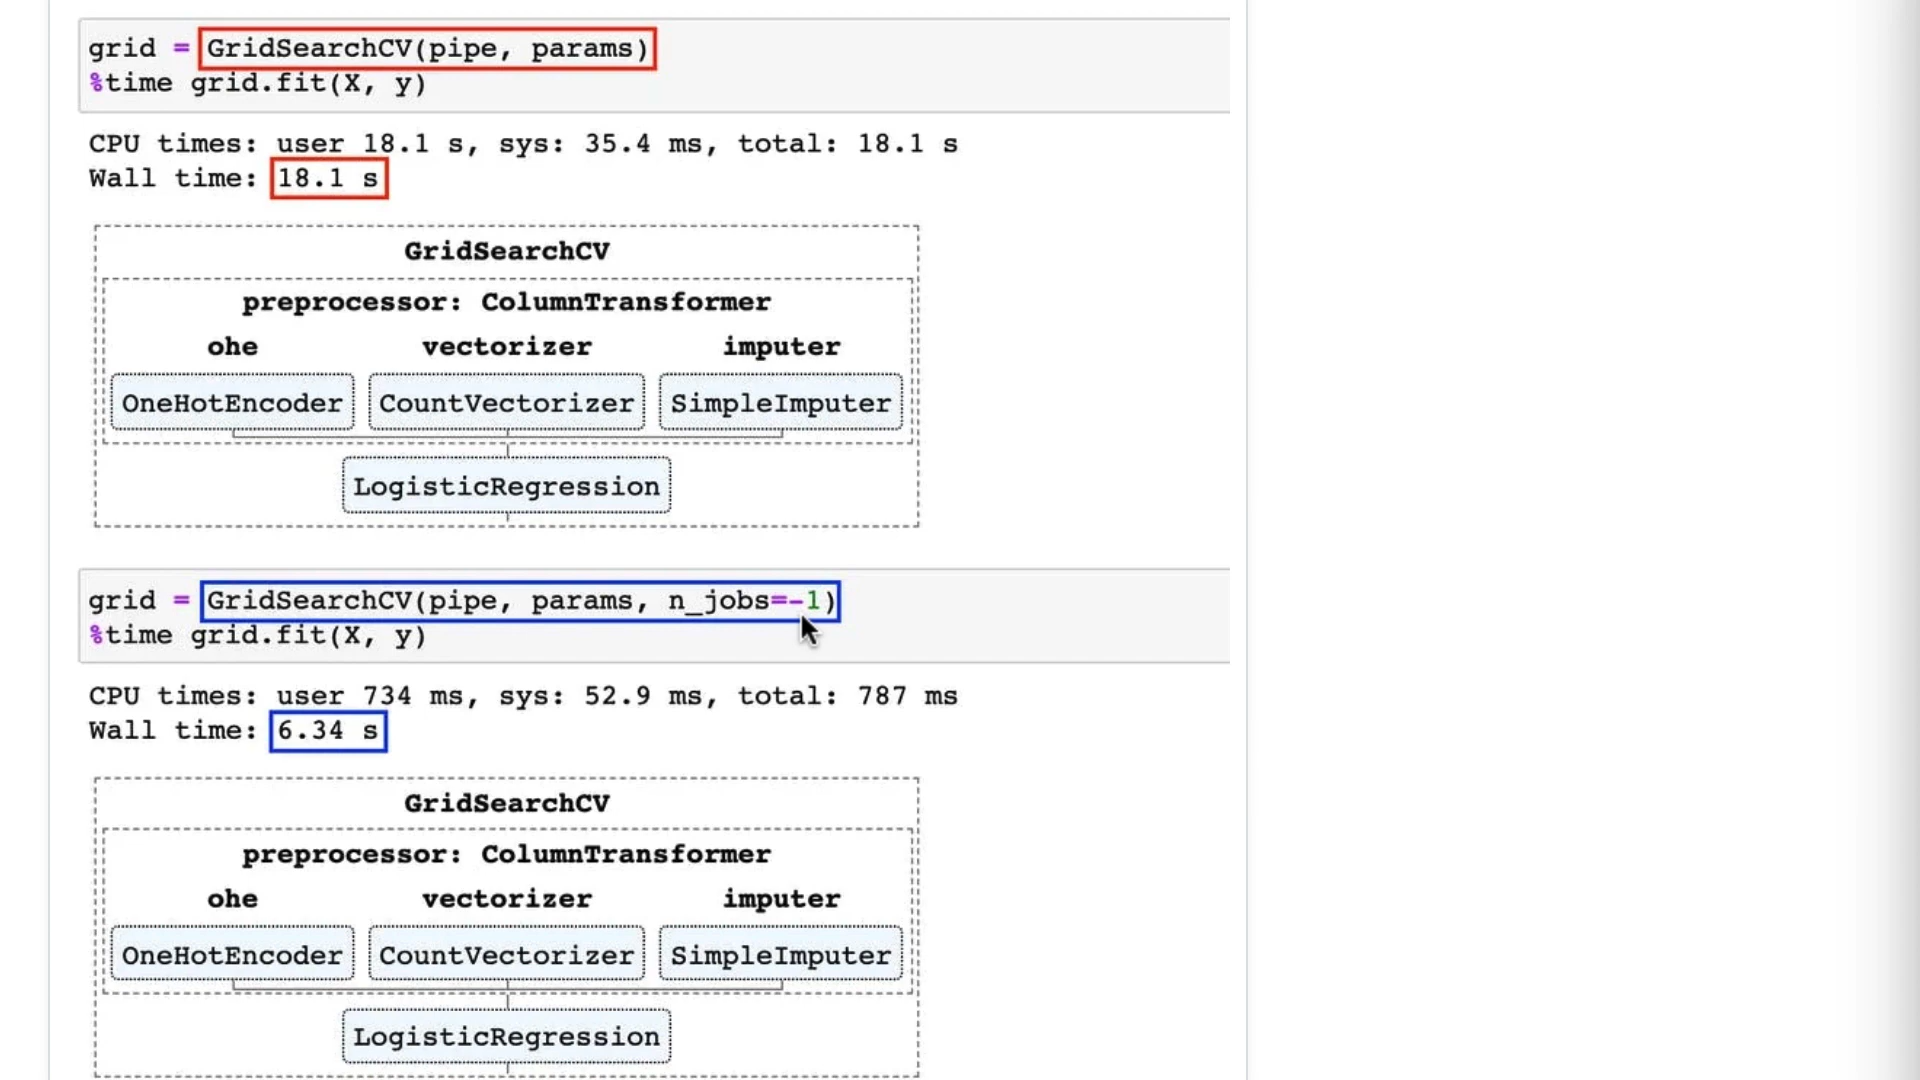 grid = GridSearchCV(pipe, params)
%time grid.fit(X, y)
CPU times: user 18.1 s, sys: 35.4 ms, total: 18.1 s
Wall time: 18.1 s
GridSearchCV
preprocessor: ColumnTransformer
ohe vectorizer imputer
OneHotEncoder CountVectorizer SimpleImputer
LogisticRegression
grid = GridSearchCV(pipe, params, n_jobs=-1)
%time grid.fit(X, y)
CPU times: user 734 ms, sys: 52.9 ms, total: 787 ms
Wall time: 6.34 s
GridSearchCV
preprocessor: ColumnTransformer
ohe vectorizer imputer
OneHotEncoder CountVectorizer SimpleImputer
LogisticRegression